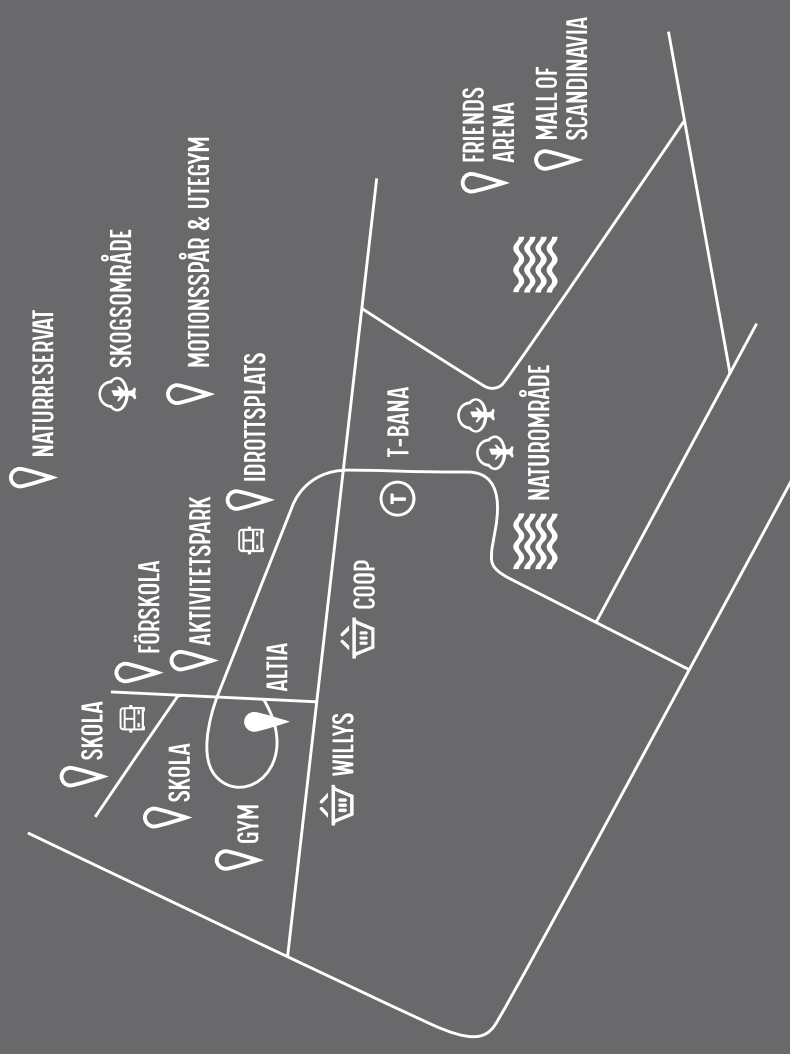 NATURRESERVAT
SKOGSOMRÅDE
MOTIONSSPÅR & UTEGYM
IDROTTSPLATS
FÖRSKOLA
AKTIVITETSPARK
SKOLA
SKOLA
GYM
ALTIA
WILLYS
COOP
T-BANA
T
NATUROMRÅDE
FRIENDS
ARENA
MALL OF
SCANDINAVIA